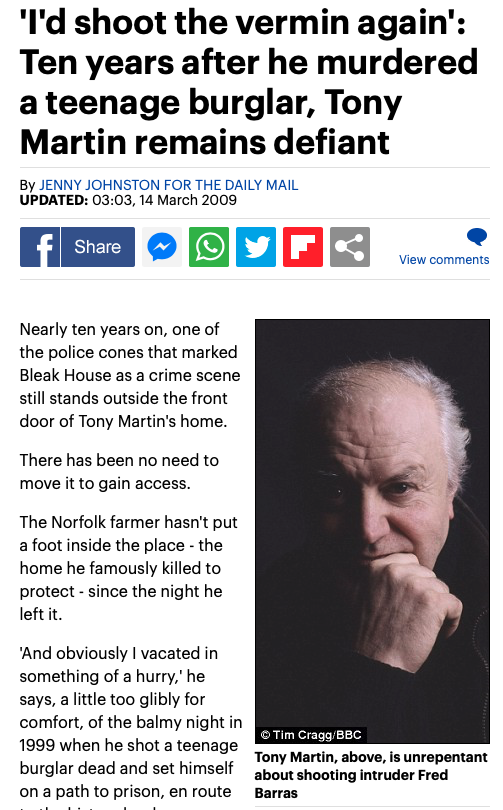 'I'd shoot the vermin again':
Ten years after he murdered
a teenage burglar, Tony
Martin remains defiant
By JENNY JOHNSTON FOR THE DAILY MAIL
UPDATED: 03:03, 14 March 2009
Share
View comments
Nearly ten years on, one of
the police cones that marked
Bleak House as a crime scene
still stands outside the front
door of Tony Martin's home.
There has been no need to
move it to gain access.
The Norfolk farmer hasn't put
a foot inside the place - the
home he famously killed to
protect - since the night he
left it.
'And obviously I vacated in
something of a hurry,' he
says, a little too glibly for
comfort, of the balmy night in
1999 when he shot a teenage
burglar dead and set himself
on a path to prison, en route
© Tim Cragg/BBC
Tony Martin, above, is unrepentant
about shooting intruder Fred
Barras